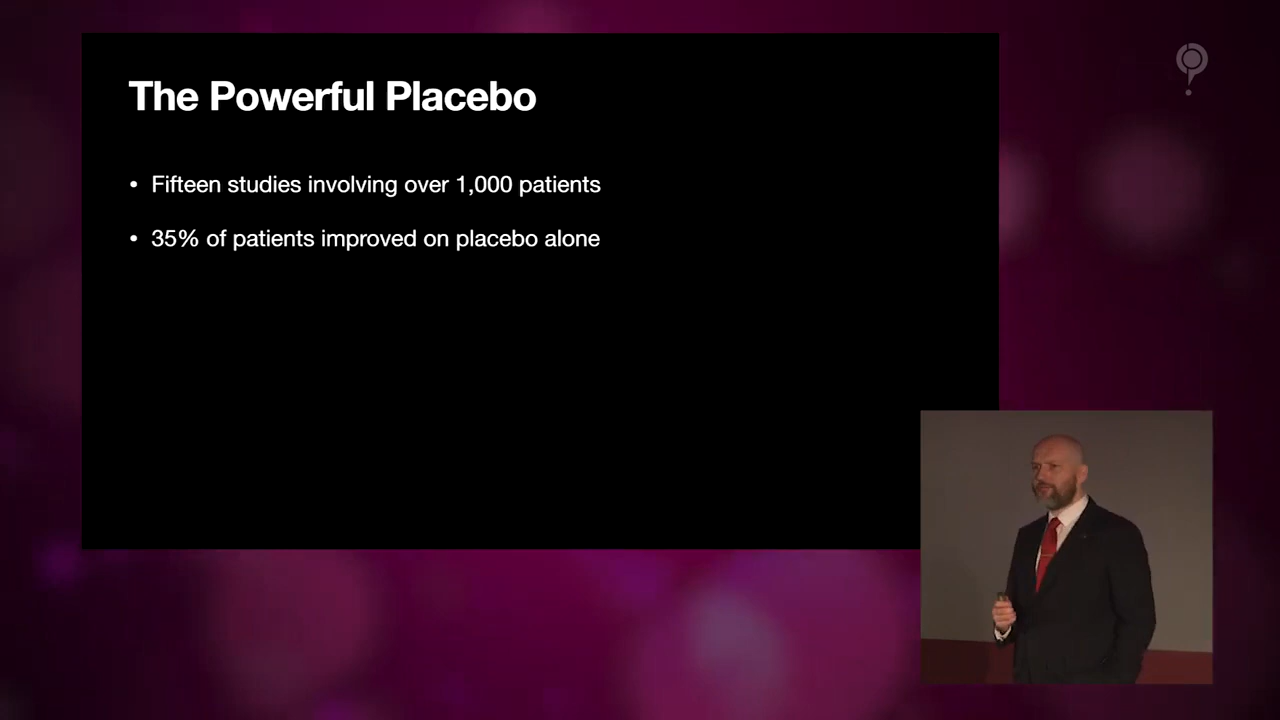 The Powerful Placebo
• Fifteen studies involving over 1,000 patients
• 35% of patients improved on placebo alone